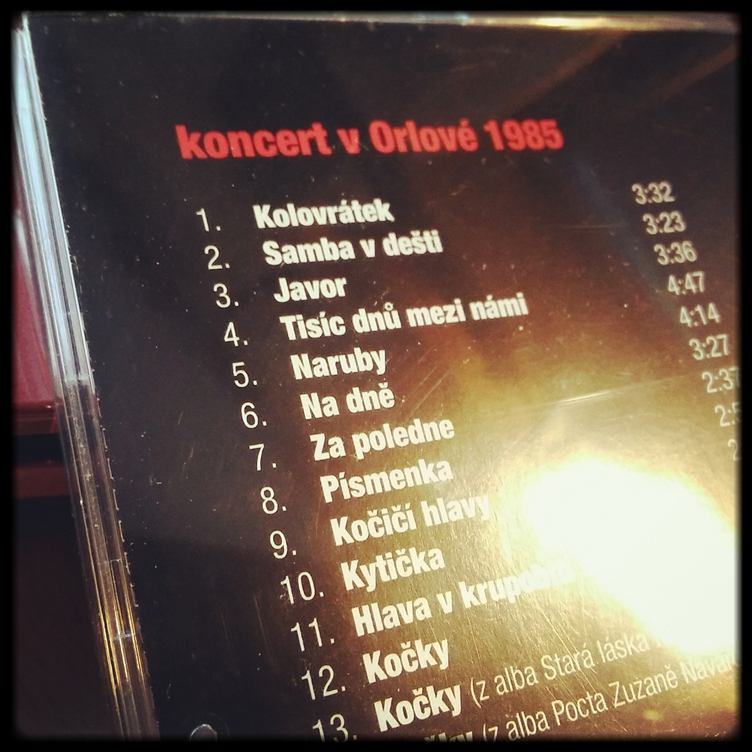 koncert v Orlové 1985
1. Kolovrátek 3:32
2. Samba v dešti 3:23
3. Javor 3:36
4. Tisíc dnů mezi námi 4:47
5. Naruby 4:14
6. Na dně 3:27
7. Za poledne 2:37
8. Písmenka
9. Kočičí hlavy
10. Kytička
11. Hlava v
12. Kočky
13. Kočky (z alba Stará láska
(z alba Pocta Zuzaně